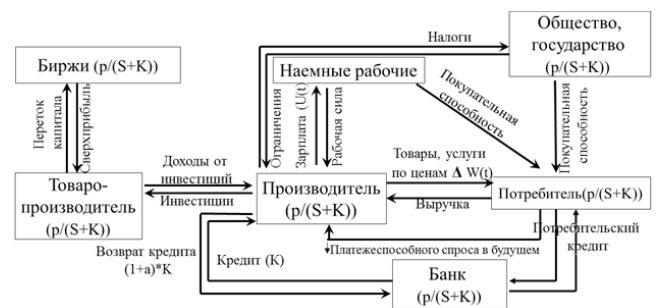 Общество,
государство
(p/(S+K))
Налоги
Биржи (p/(S+K))
Наемные рабочие
Переток
капитала
Сверхприбыль
Ограничения
Зарплата (U(t)
Рабочая сила
Покупательная
способность
Покупательная
способность
Доходы от
инвестиций
Инвестиции
Товары, услуги
по ценам Δ W(t)
Выручка
Товаро-
производитель
(p/(S+K))
Производитель
(p/(S+K))
Потребитель(p/(S+K))
Возврат кредита
(1+a)*K
Кредит (К)
Платежеспособного спроса в будущем
Потребительский
кредит
Банк
(p/(S+K))